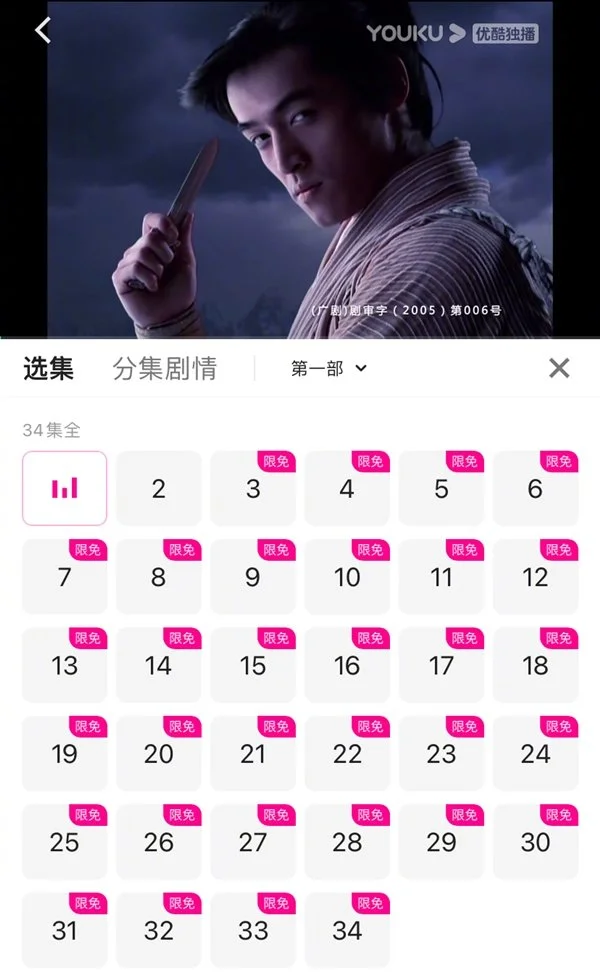 YOUKU 优酷独播
(广剧)剧审字（2005）第006号
选集 分集剧情 第一部
34集全
限免 限免 限免 限免
2 3 4 5 6
限免 限免 限免 限免 限免 限免
7 8 9 10 11 12
限免 限免 限免 限免 限免 限免
13 14 15 16 17 18
限免 限免 限免 限免 限免 限免
19 20 21 22 23 24
限免 限免 限免 限免 限免 限免
25 26 27 28 29 30
限免 限免 限免 限免
31 32 33 34